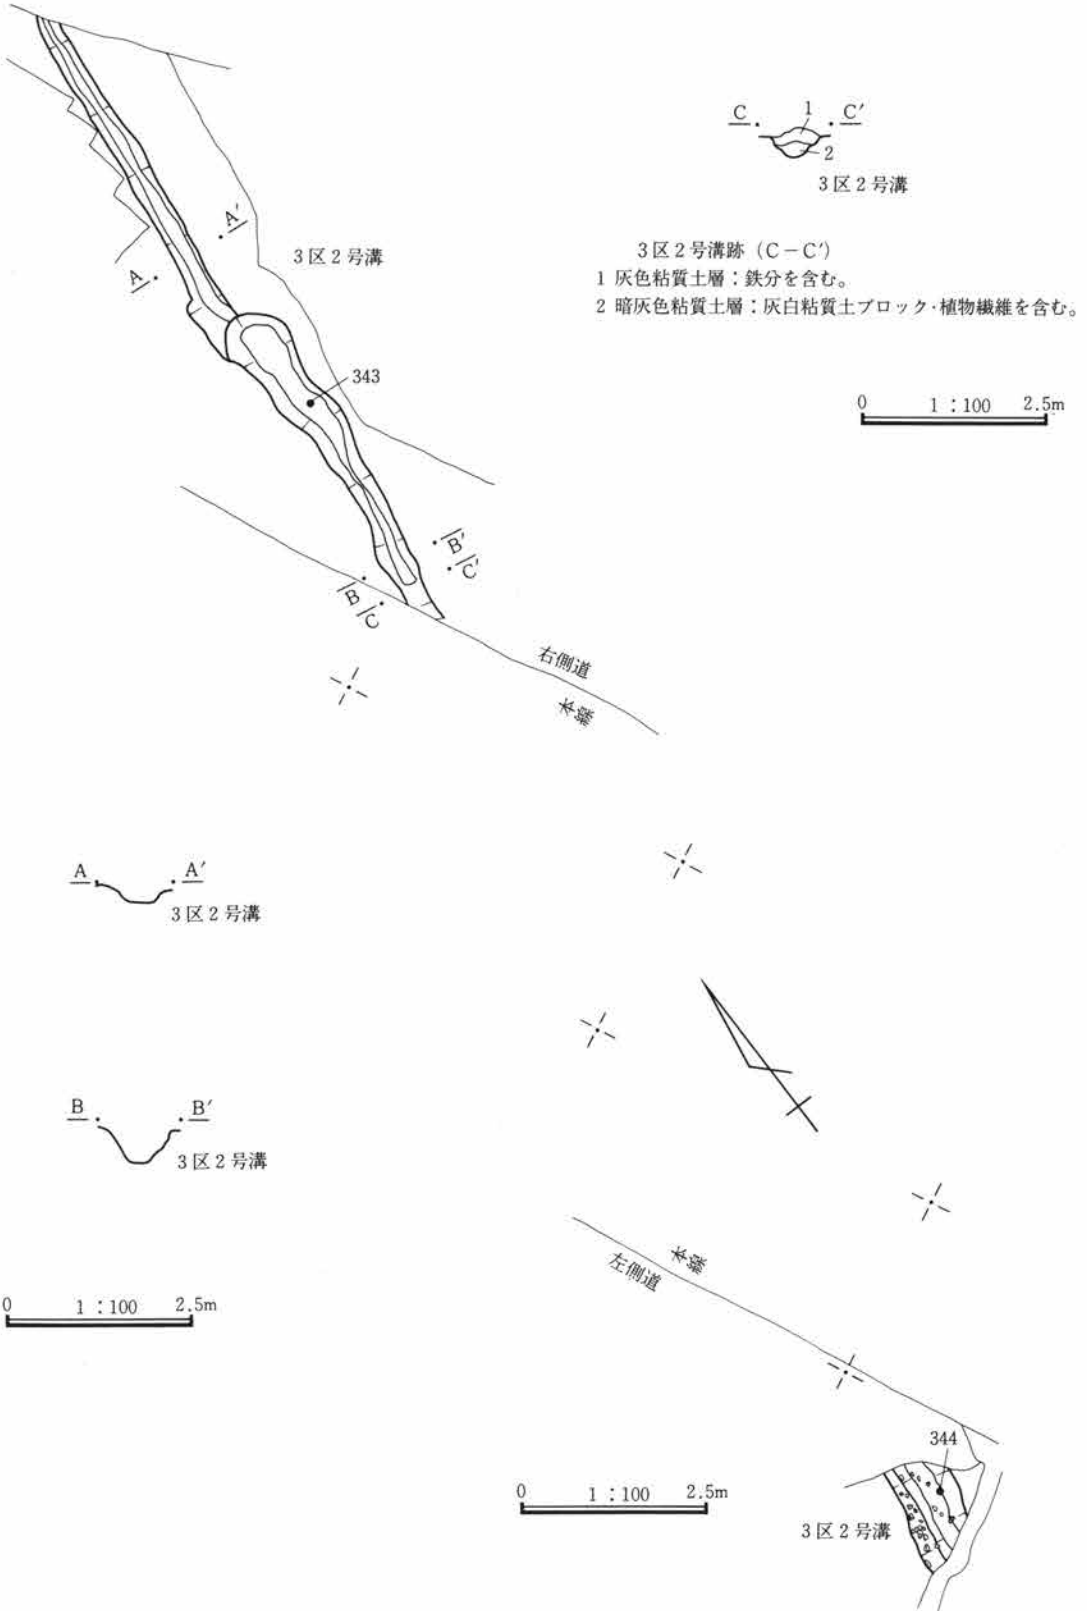 C
1
C′
2
3区2号溝
3区2号溝跡（C－C′）
1 灰色粘質土層：鉄分を含む。
2 暗灰色粘質土層：灰白粘質土ブロック・植物繊維を含む。
0 1：100 2.5m
A′
A
3区2号溝
343
B′
C′
B
C
右側道
本線
A A′
3区2号溝
B B′
3区2号溝
0 1：100 2.5m
本線
左側道
344
0 1：100 2.5m
3区2号溝